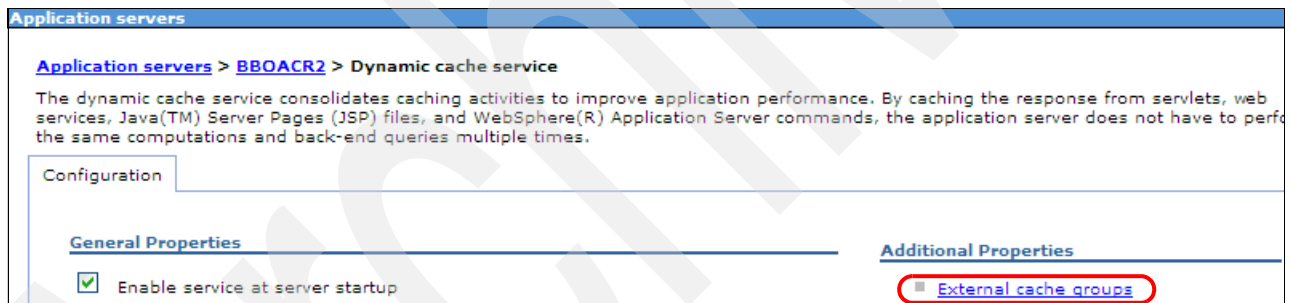 Application servers
Application servers > BBOACR2 > Dynamic cache service
The dynamic cache service consolidates caching activities to improve application performance. By caching the response from servlets, web
services, Java(TM) Server Pages (JSP) files, and WebSphere(R) Application Server commands, the application server does not have to perfo
the same computations and back-end queries multiple times.
Configuration
General Properties
Additional Properties
Enable service at server startup
External cache groups